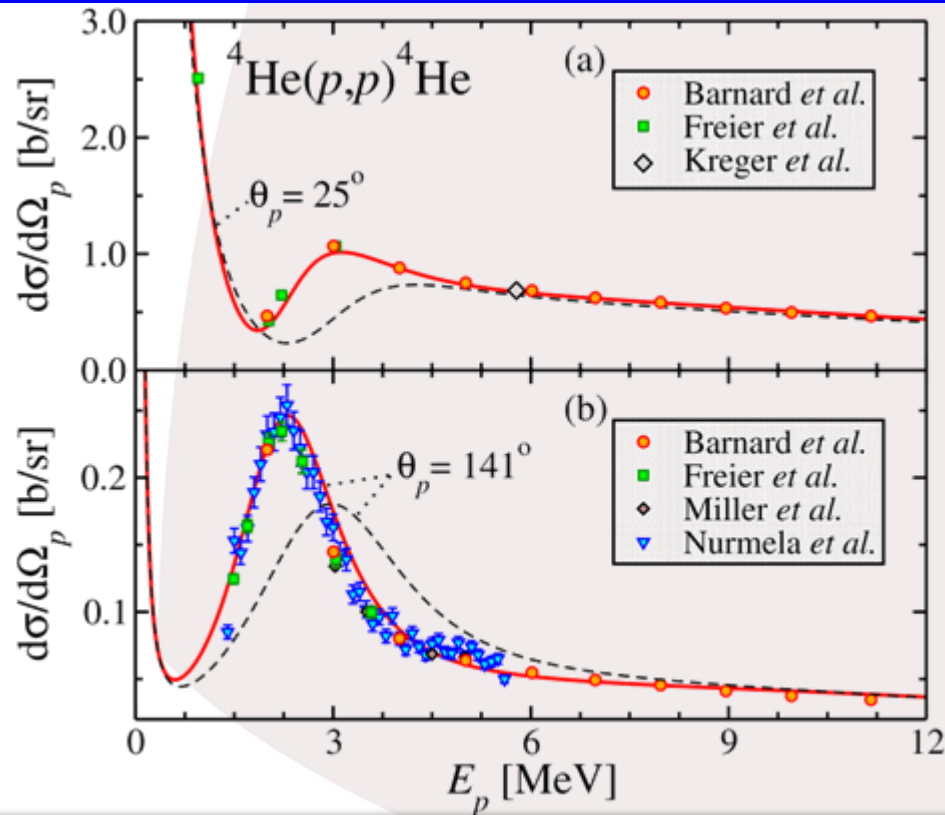 3.0
2.0
1.0
0.0
dσ/dΩp [b/sr]
⁴He(p,p)⁴He
(a)
Barnard et al.
Freier et al.
Kreger et al.
θp = 25°
0.2
0.1
dσ/dΩp [b/sr]
(b)
Barnard et al.
Freier et al.
Miller et al.
Nurmela et al.
θp = 141°
0
3
6
9
12
Ep [MeV]